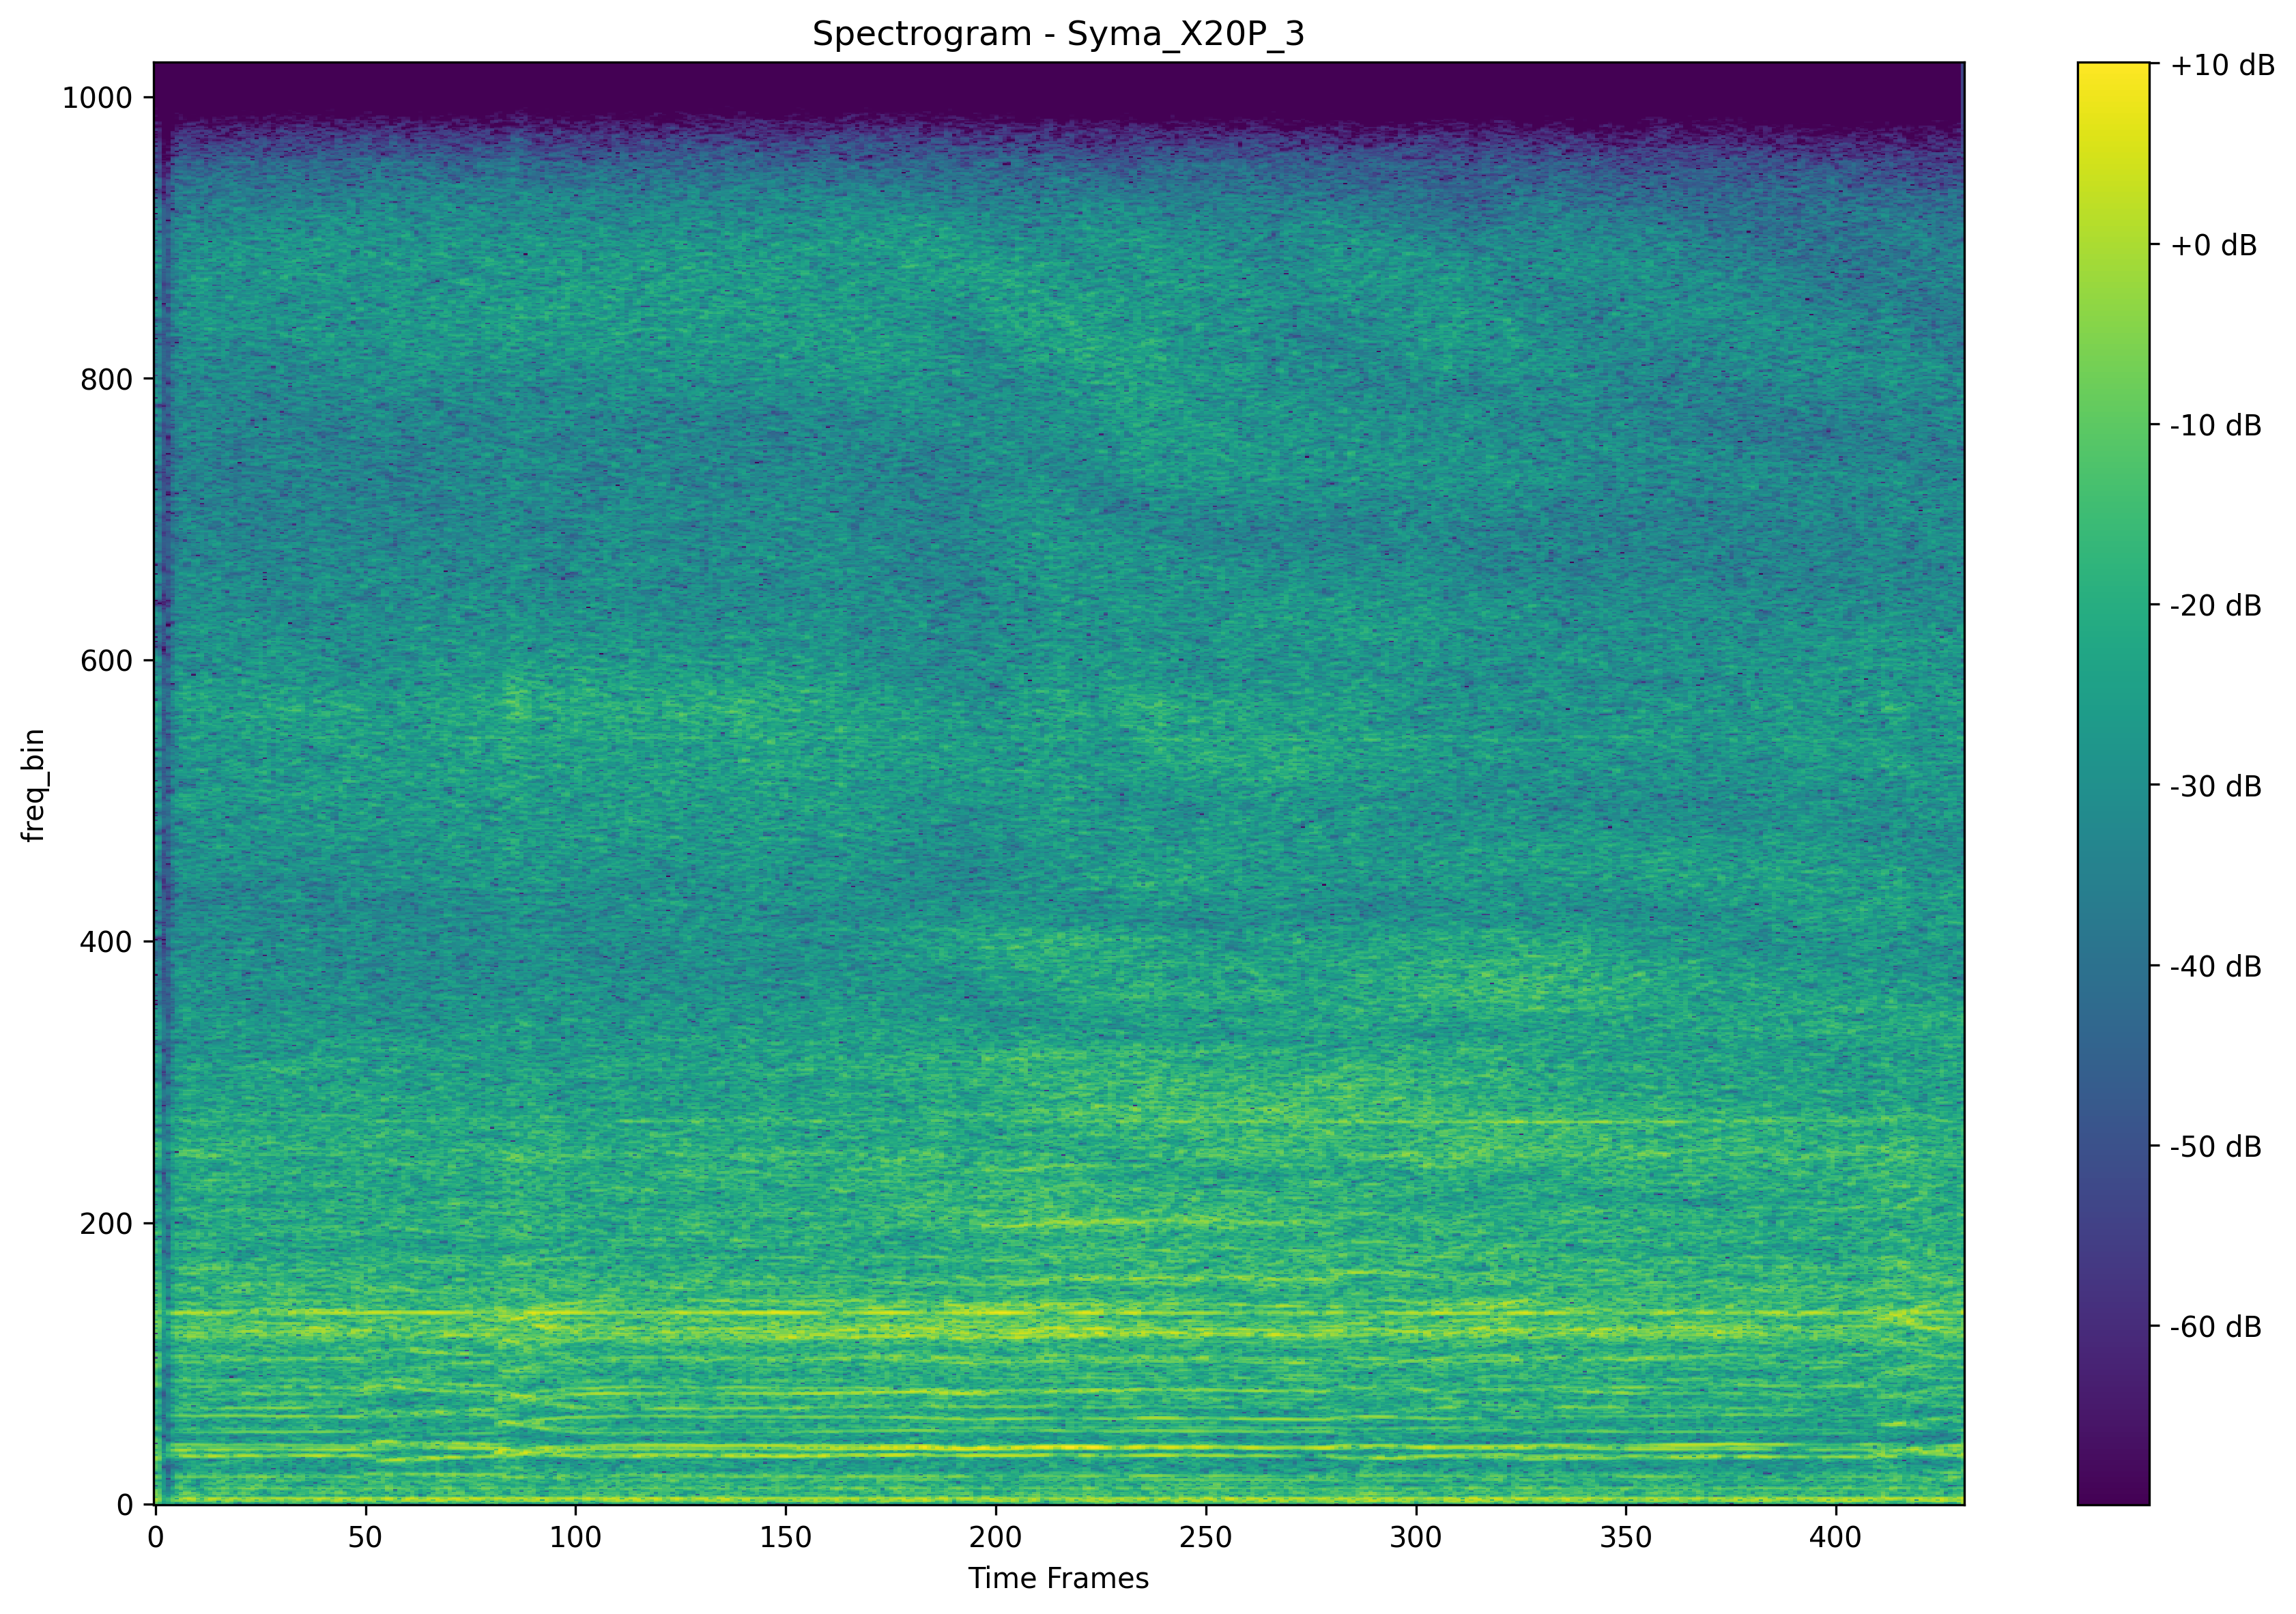 Spectrogram - Syma_X20P_3
1000
800
600
400
200
0
freq_bin
0 50 100 150 200 250 300 350 400
Time Frames
+10 dB
+0 dB
-10 dB
-20 dB
-30 dB
-40 dB
-50 dB
-60 dB